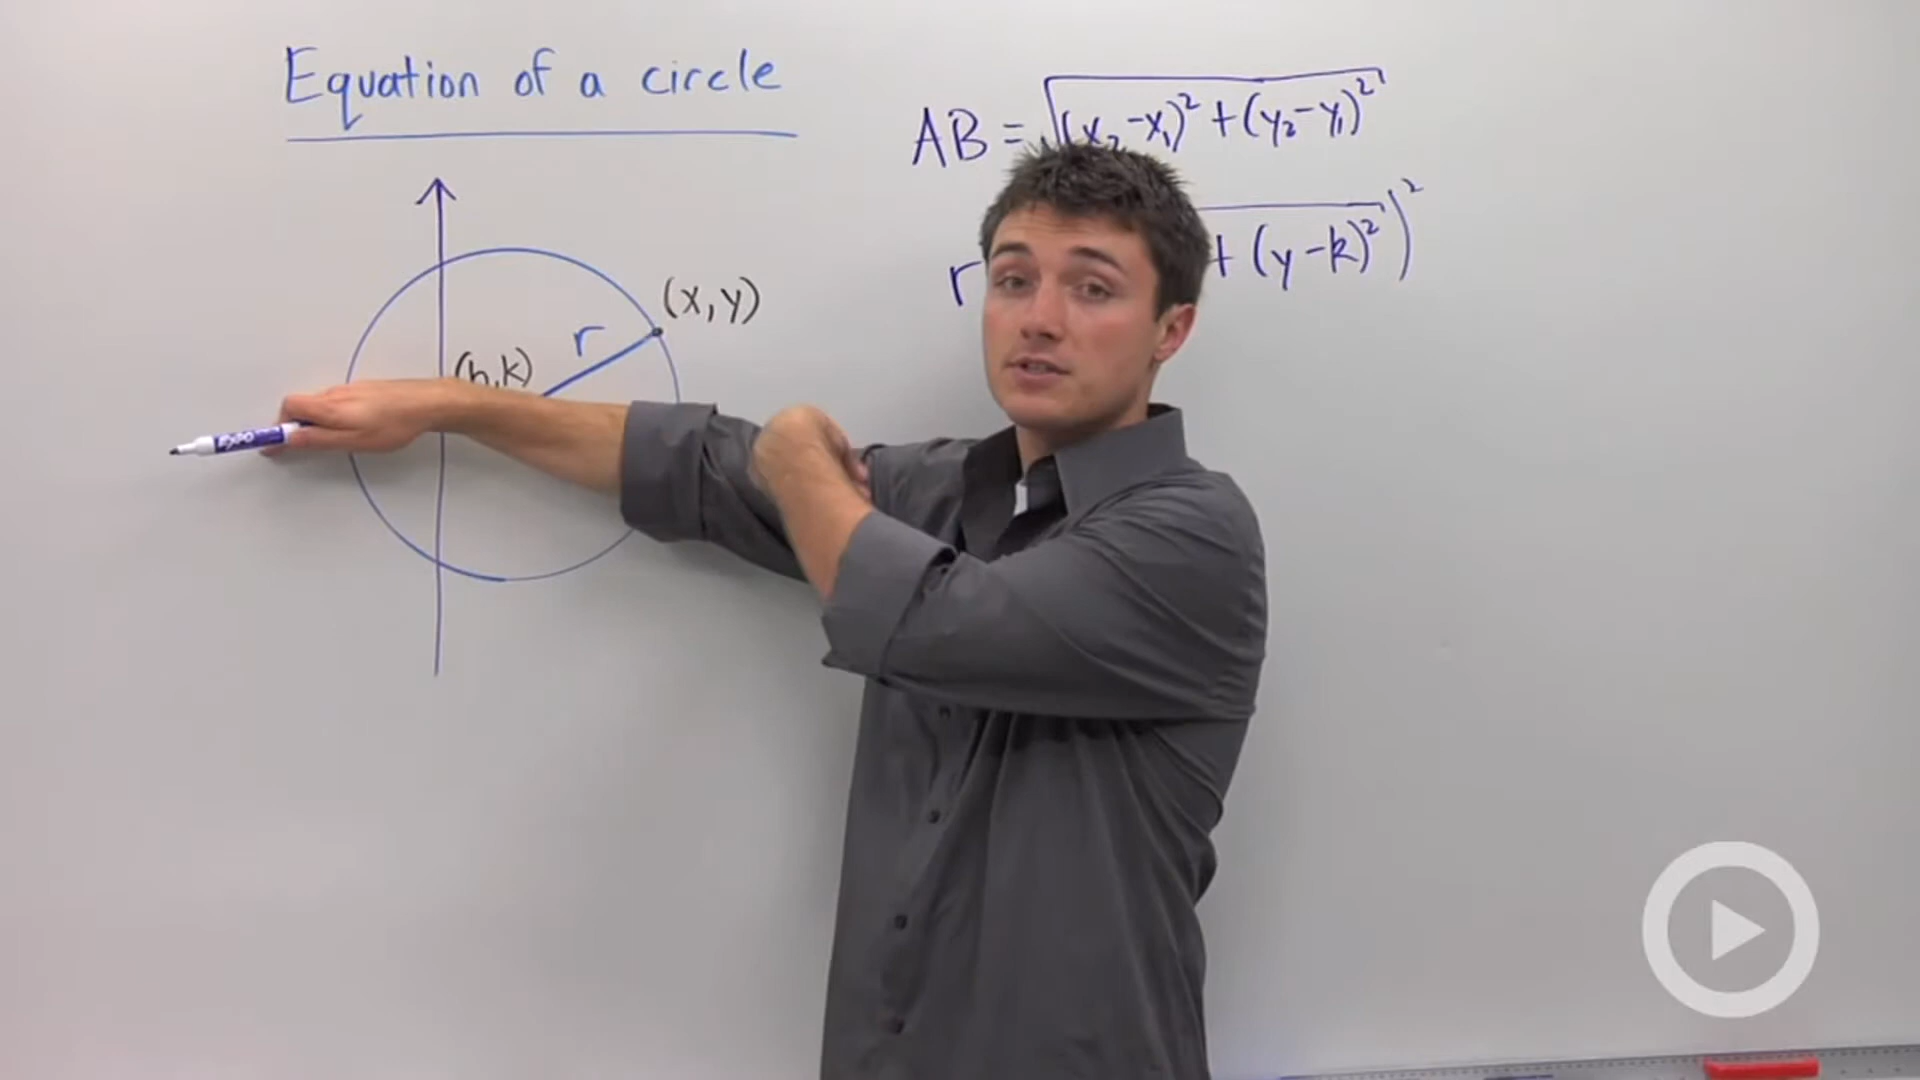 Equation of a circle
AB = √(x₂-x₁)² + (y₂-y₁)²
r + (y-k)²)²
(x,y)
r
(h,k)
EXPO